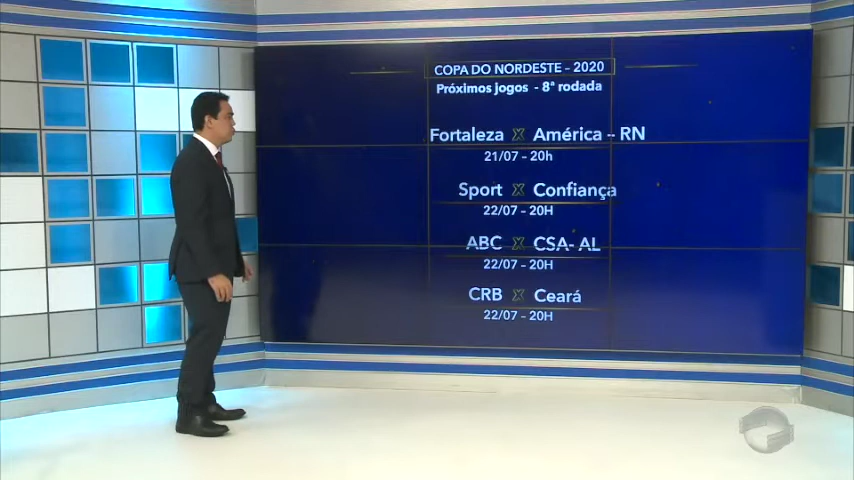 COPA DO NORDESTE - 2020
Próximos jogos - 8ª rodada
Fortaleza X América - RN
21/07 - 20h
Sport X Confiança
22/07 - 20H
ABC X CSA- AL
22/07 - 20H
CRB X Ceará
22/07 - 20H